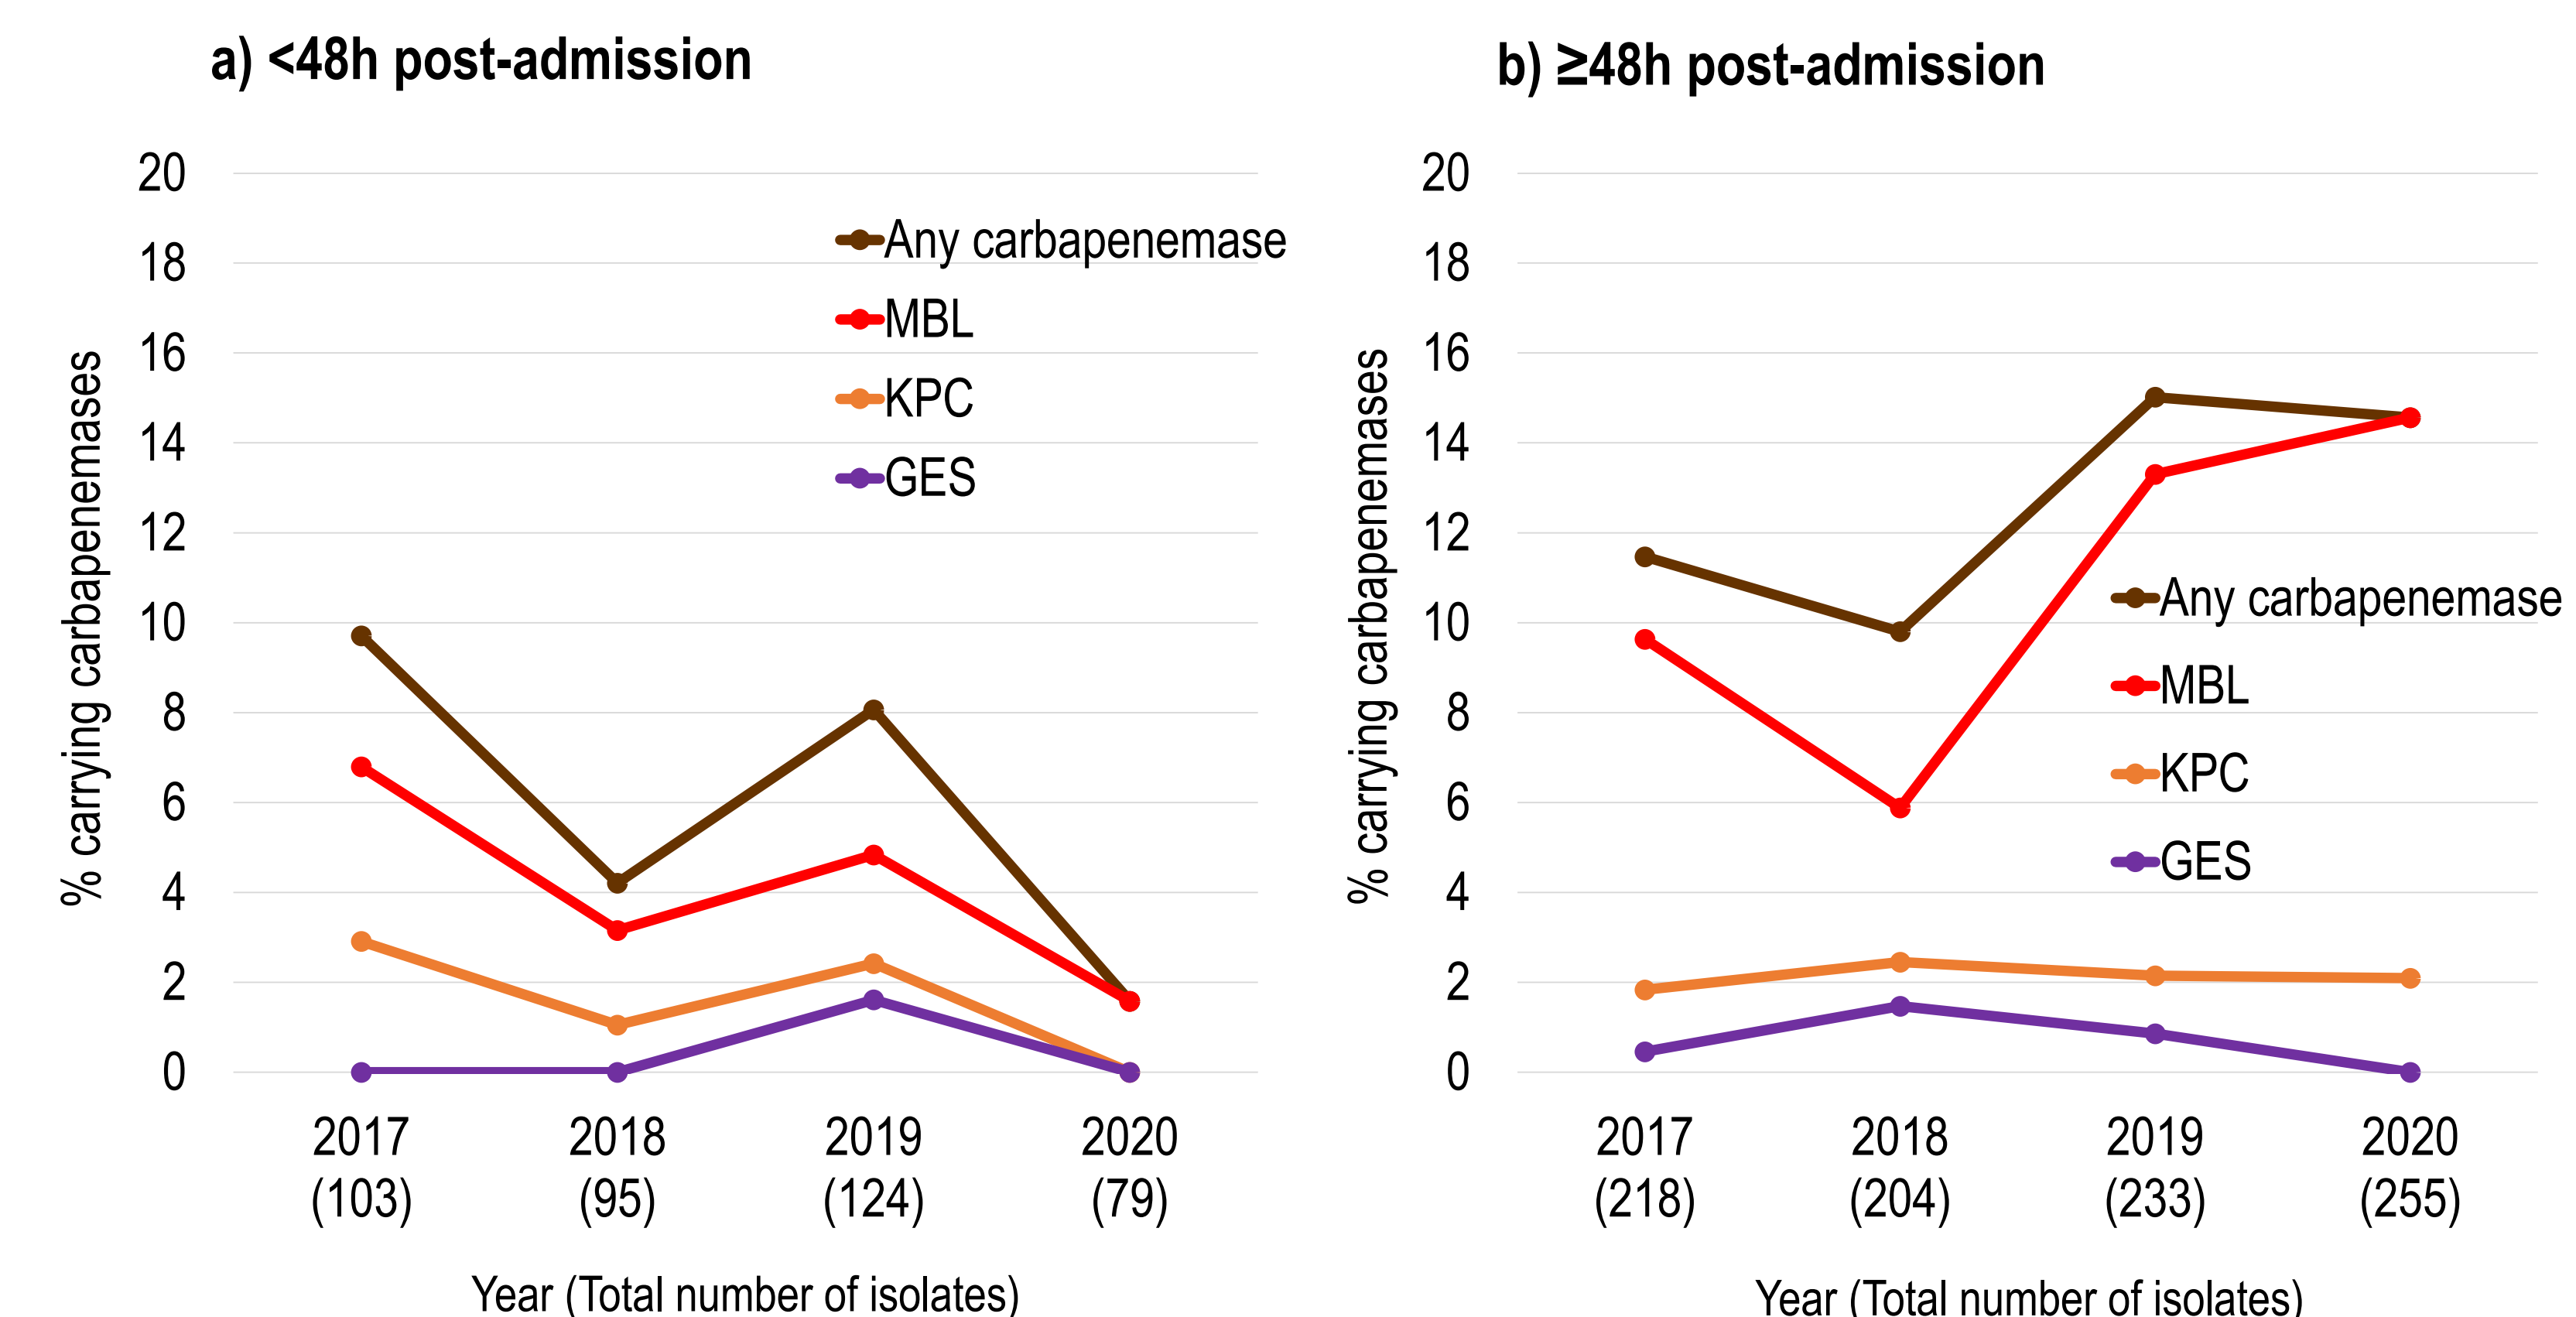 a) <48h post-admission
20
18
16
14
12
10
8
6
4
2
0
% carrying carbapenemases
Any carbapenemase
MBL
KPC
GES
2017 2018 2019 2020
(103) (95) (124) (79)
Year (Total number of isolates)
b) ≥48h post-admission
20
18
16
14
12
10
8
6
4
2
0
% carrying carbapenemases
Any carbapenemase
MBL
KPC
GES
2017 2018 2019 2020
(218) (204) (233) (255)
Year (Total number of isolates)